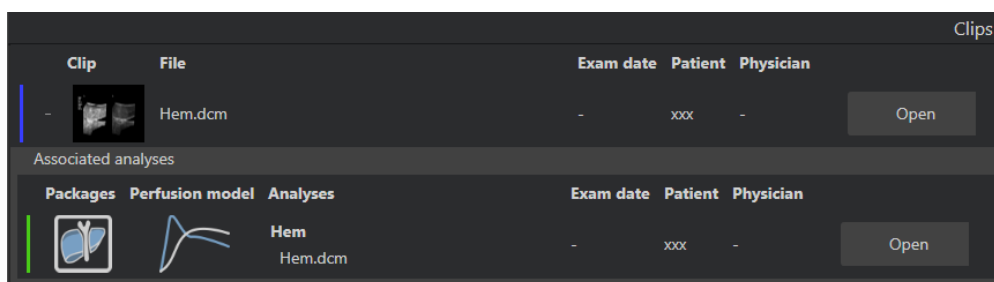 Clips
Clip File Exam date Patient Physician
- Hem.dcm - xxx - Open
Associated analyses
Packages Perfusion model Analyses Exam date Patient Physician
Hem
Hem.dcm - xxx - Open